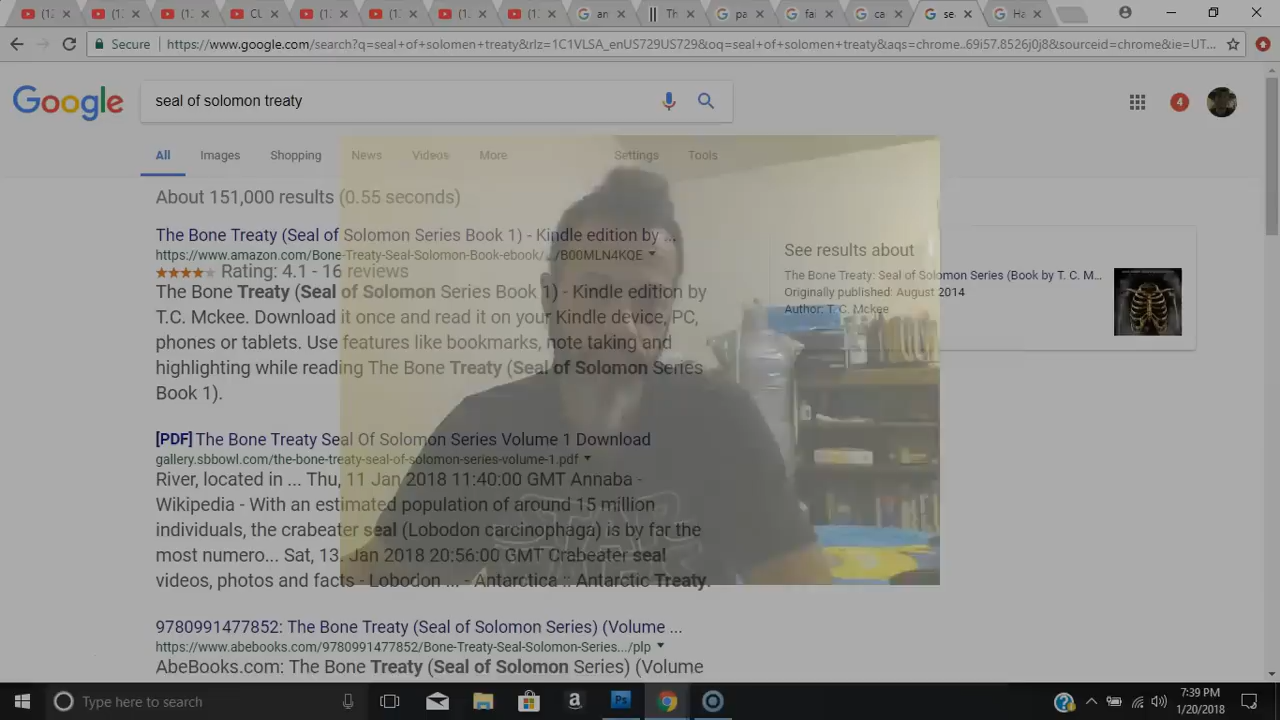 Secure
https://www.google.com/search?q=seal+of+solomen+treaty&rlz=1C1VLSA_enUS729US729&oq=seal+of+solomen+treaty&aqs=chrome..69i57.8526j0j8&sourceid=chrome&ie=UT...
Google
seal of solomon treaty
4
All Images Shopping News Videos More Settings Tools
About 151,000 results (0.55 seconds)
The Bone Treaty (Seal of Solomon Series Book 1) - Kindle edition by ...
https://www.amazon.com/Bone-Treaty-Seal-Solomon-Book-ebook/.../B00MLN4KQE
Rating: 4.1 - 16 reviews
The Bone Treaty (Seal of Solomon Series Book 1) - Kindle edition by
T.C. Mckee. Download it once and read it on your Kindle device, PC,
phones or tablets. Use features like bookmarks, note taking and
highlighting while reading The Bone Treaty (Seal of Solomon Series
Book 1).
See results about
The Bone Treaty: Seal of Solomon Series (Book by T. C. M...
Originally published: August 2014
Author: T. C. Mckee
[PDF] The Bone Treaty Seal Of Solomon Series Volume 1 Download
gallery.sbbowl.com/the-bone-treaty-seal-of-solomon-series-volume-1.pdf
River, located in ... Thu, 11 Jan 2018 11:40:00 GMT Annaba -
Wikipedia - With an estimated population of around 15 million
individuals, the crabeater seal (Lobodon carcinophaga) is by far the
most numero... Sat, 13 Jan 2018 20:56:00 GMT Crabeater seal
videos, photos and facts - Lobodon ... - Antarctica :: Antarctic Treaty.
STAR
9780991477852: The Bone Treaty (Seal of Solomon Series) (Volume ...
https://www.abebooks.com/9780991477852/Bone-Treaty-Seal-Solomon-Series.../plp
AbeBooks.com: The Bone Treaty (Seal of Solomon Series) (Volume
Type here to search
7:39 PM
1/20/2018